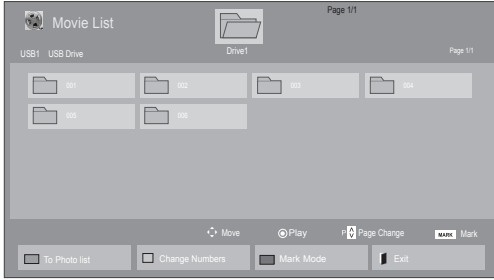 Page 1/1
Movie List
Drive1
USB1 USB Drive
Page 1/1
001 002 003 004
005 006
Move Play P Page Change MARK Mark
To Photo list Change Numbers Mark Mode Exit